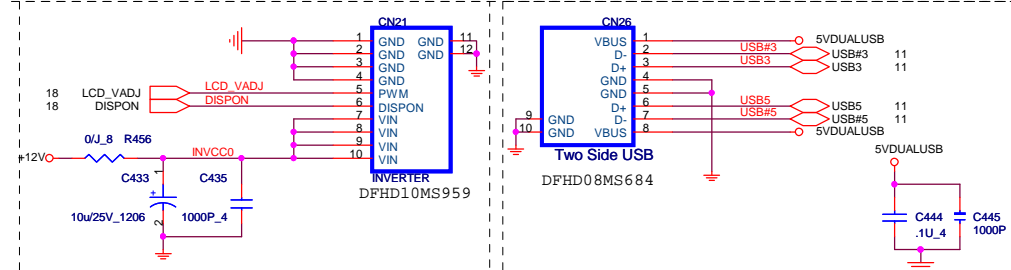 CN21
1 GND GND 11
2 GND GND 12
3 GND
4 GND
18 LCD_VADJ LCD_VADJ 5 PWM
18 DISPON DISPON 6 DISPON
7 VIN
8 VIN
9 VIN
+12V 0/J_8 R456 INVCC0 10 VIN
INVERTER
DFHD10MS959
C433 C435
1
+
10u/25V_1206 1000P_4
2
CN26
VBUS 1 5VDUALUSB
D- 2 USB#3 USB#3 11
D+ 3 USB3 USB3 11
GND 4
GND 5
D+ 6 USB5 USB5 11
9 GND D- 7 USB#5 USB#5 11
10 GND VBUS 8 5VDUALUSB
Two Side USB
DFHD08MS684
5VDUALUSB
C444 C445
.1U_4 1000P